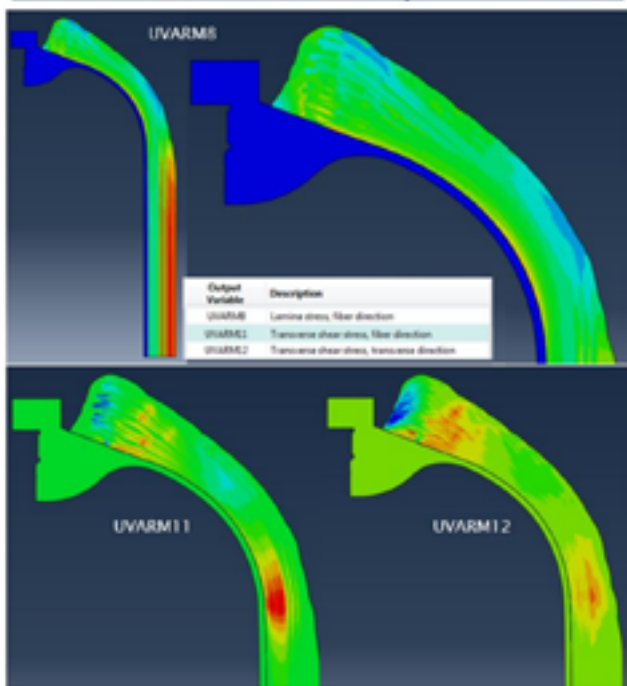 UVARM8
Output Variable Description
UVARM8 Lamina stress, fiber direction
UVARM11 Transverse shear stress, fiber direction
UVARM12 Transverse shear stress, transverse direction
UVARM11
UVARM12